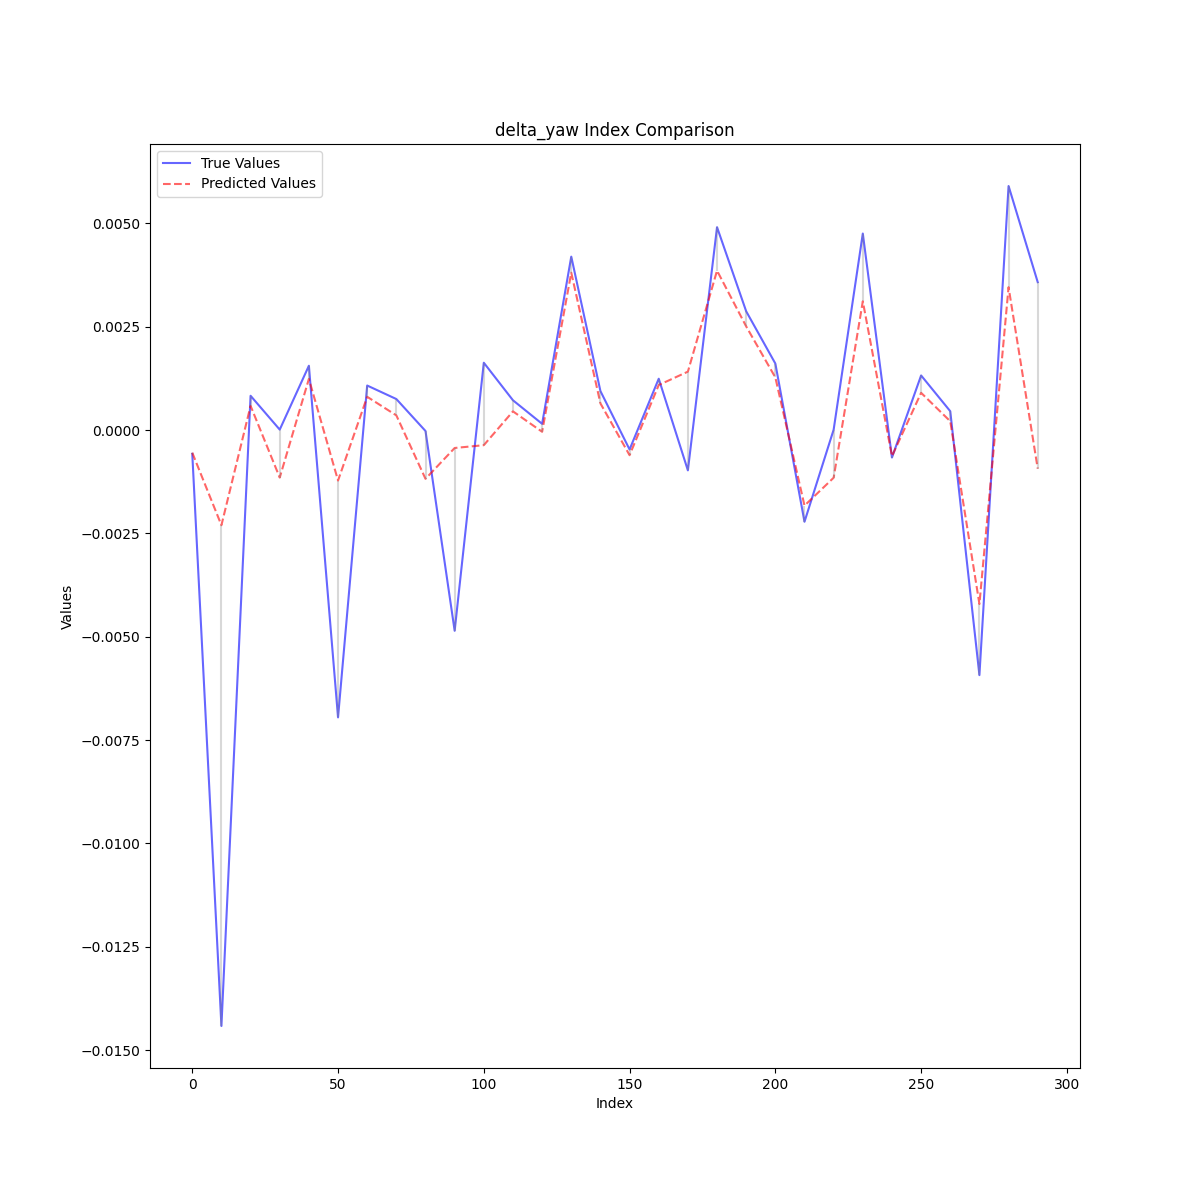 delta_yaw Index Comparison
True Values
Predicted Values
0.0050
0.0025
0.0000
−0.0025
−0.0050
−0.0075
−0.0100
−0.0125
−0.0150
Values
0 50 100 150 200 250 300
Index